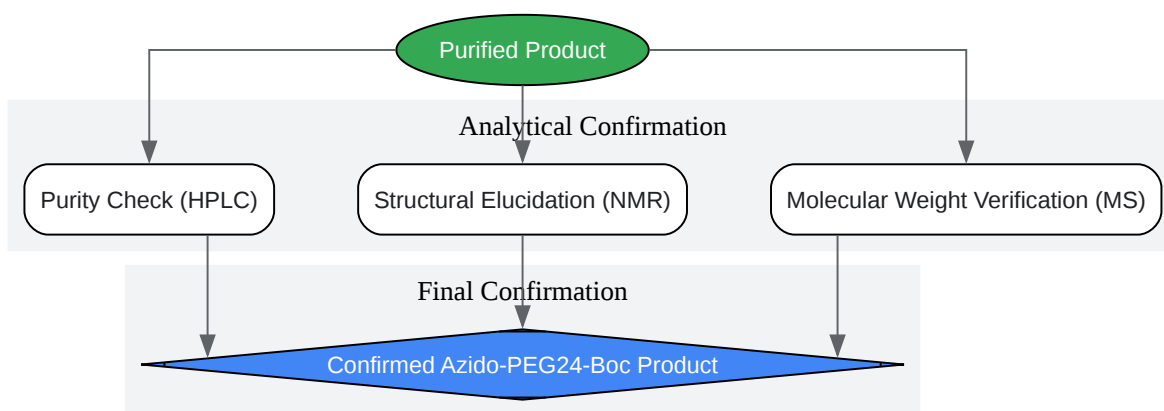 Purified Product
Analytical Confirmation
Purity Check (HPLC)
Structural Elucidation (NMR)
Molecular Weight Verification (MS)
Final Confirmation
Confirmed Azido-PEG24-Boc Product